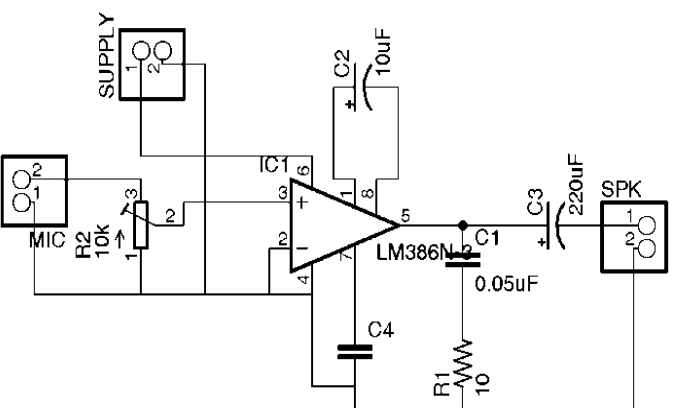 SUPPLY
1
2
C2
10uF
IC1
6
1
8
2
1
MIC
3
R2
10k
2
1
3
2
4
7
5
LM386N-3
C1
0.05uF
C3
220uF
SPK
1
2
C4
R1
10